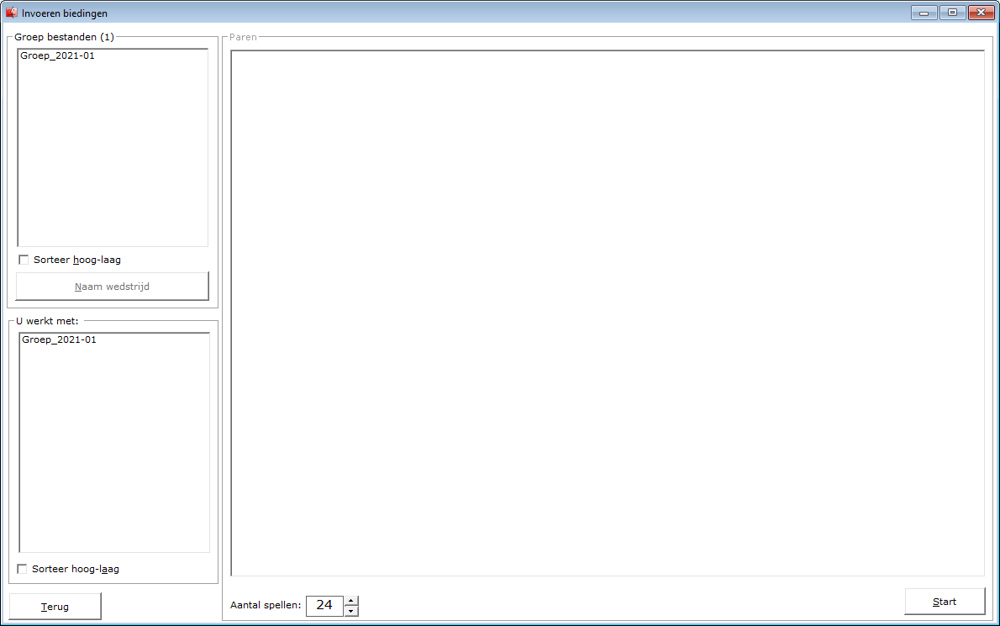 Invoeren biedingen
Groep bestanden (1)
Groep_2021-01
Sorteer hoog-laag
Naam wedstrijd
U werkt met:
Groep_2021-01
Sorteer hoog-laag
Terug
Paren
Aantal spellen: 24
Start